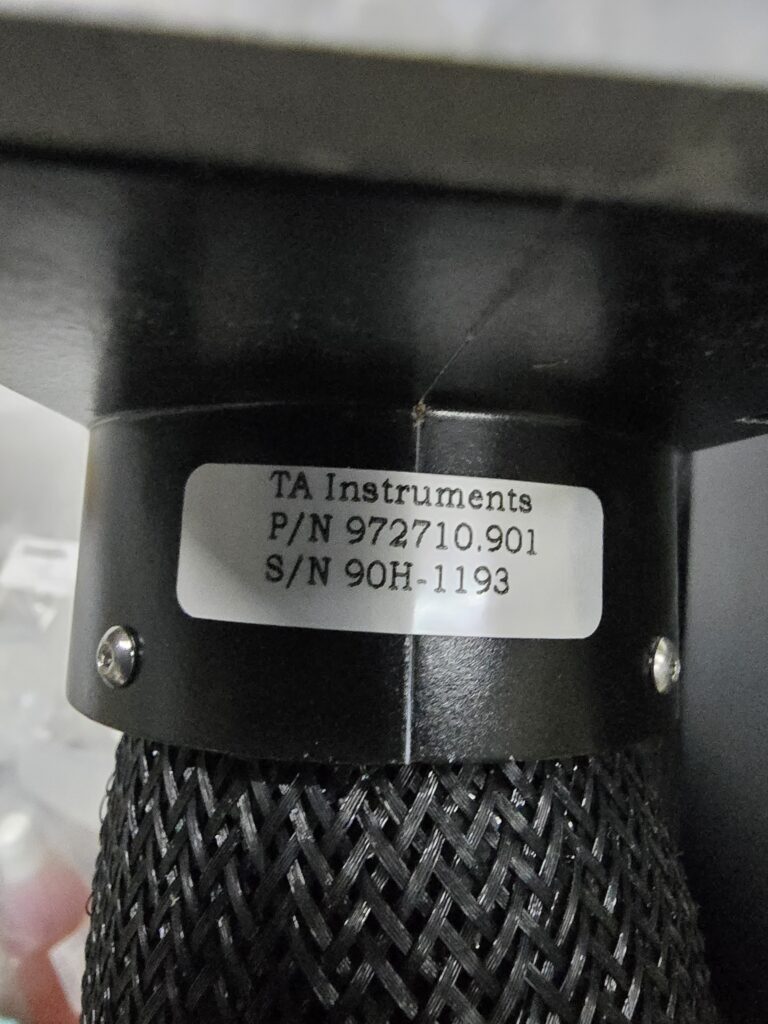 TA Instruments
P/N 972710.901
S/N 90H-1193